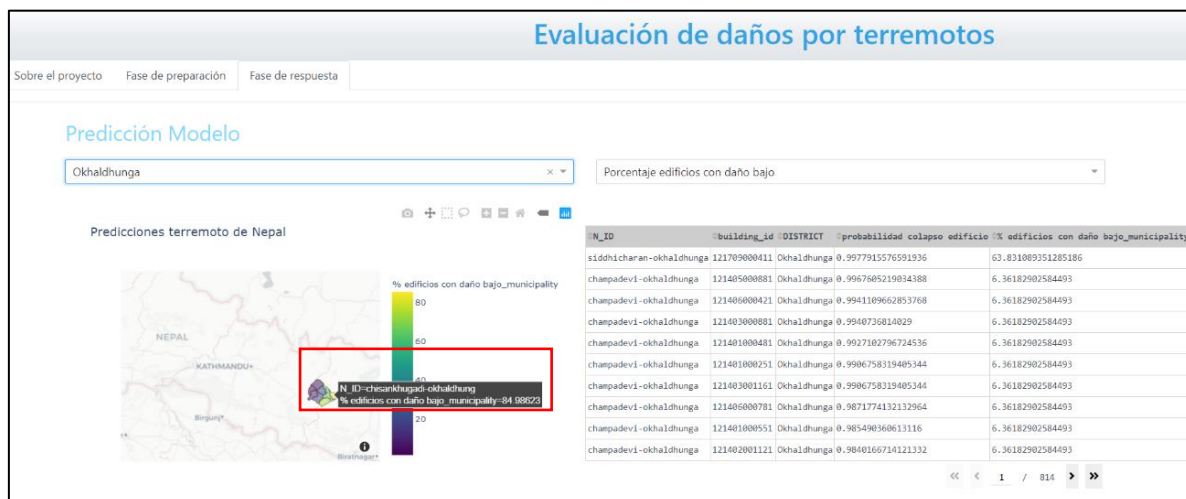 Evaluación de daños por terremotos
Sobre el proyecto Fase de preparación Fase de respuesta
Predicción Modelo
Okhaldhunga
Porcentaje edificios con daño bajo
Predicciones terremoto de Nepal
% edificios con daño bajo_municipality
80
60
40
20
NEPAL
KATHMANDU
Birgunj
Biratnagar
N_ID=chisankhugadi-okhaldhung
% edificios con daño bajo_municipality=84.98623
N_ID building_id DISTRICT probabilidad colapso edificio % edificios con daño bajo_municipality
siddhicharan-okhaldhunga 121709000411 Okhaldhunga 0.9977915576591936 63.831089351285186
champadevi-okhaldhunga 121405000881 Okhaldhunga 0.9967605219034388 6.36182902584493
champadevi-okhaldhunga 121406000421 Okhaldhunga 0.9941109662853768 6.36182902584493
champadevi-okhaldhunga 121403000881 Okhaldhunga 0.9940736814029 6.36182902584493
champadevi-okhaldhunga 121401000481 Okhaldhunga 0.9927102796724536 6.36182902584493
champadevi-okhaldhunga 121401000251 Okhaldhunga 0.9906758319405344 6.36182902584493
champadevi-okhaldhunga 121403001161 Okhaldhunga 0.9906758319405344 6.36182902584493
champadevi-okhaldhunga 121406000781 Okhaldhunga 0.9871774132132964 6.36182902584493
champadevi-okhaldhunga 121401000551 Okhaldhunga 0.985490360613116 6.36182902584493
champadevi-okhaldhunga 121402001121 Okhaldhunga 0.9840166714121332 6.36182902584493
1 / 814